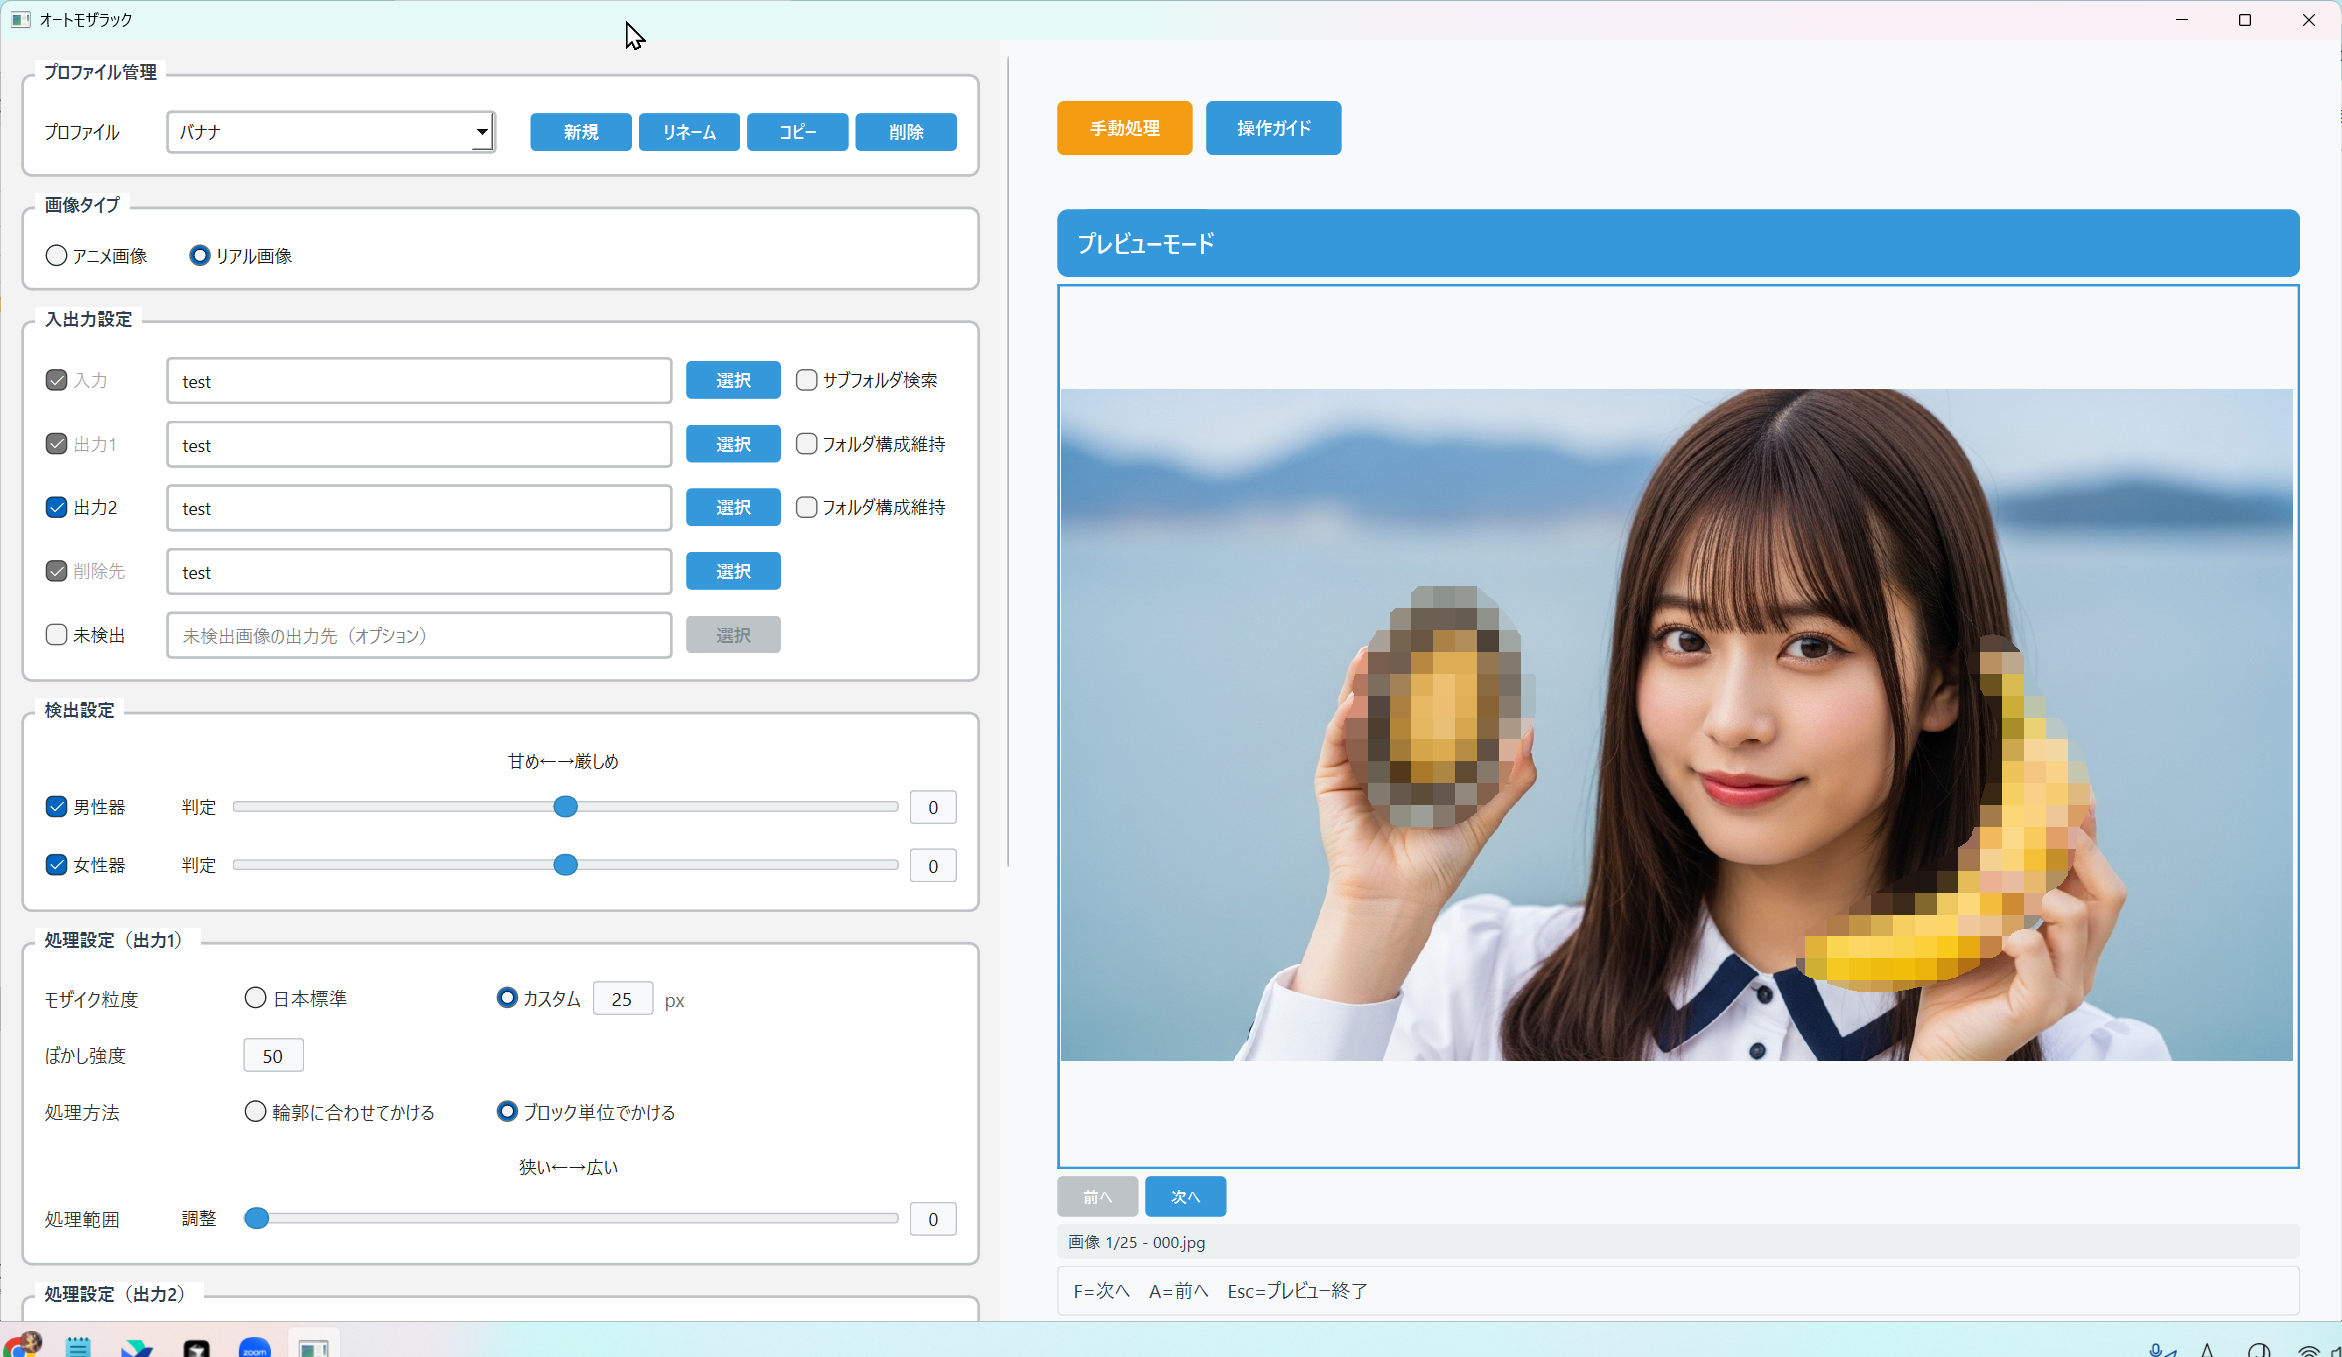 オートモザラック
プロファイル管理
プロファイル バナナ 新規 リネーム コピー 削除
画像タイプ
アニメ画像 リアル画像
入出力設定
入力 test 選択 サブフォルダ検索
出力1 test 選択 フォルダ構成維持
出力2 test 選択 フォルダ構成維持
削除先 test 選択
未検出 未検出画像の出力先（オプション） 選択
検出設定
甘め←→厳しめ
男性器 判定 0
女性器 判定 0
処理設定（出力1）
モザイク粒度 日本標準 カスタム 25 px
ぼかし強度 50
処理方法 輪郭に合わせてかける ブロック単位でかける
狭い←→広い
処理範囲 調整 0
処理設定（出力2）
手動処理 操作ガイド
プレビューモード
前へ 次へ
画像 1/25 - 000.jpg
F=次へ A=前へ Esc=プレビュー終了
zoom
A